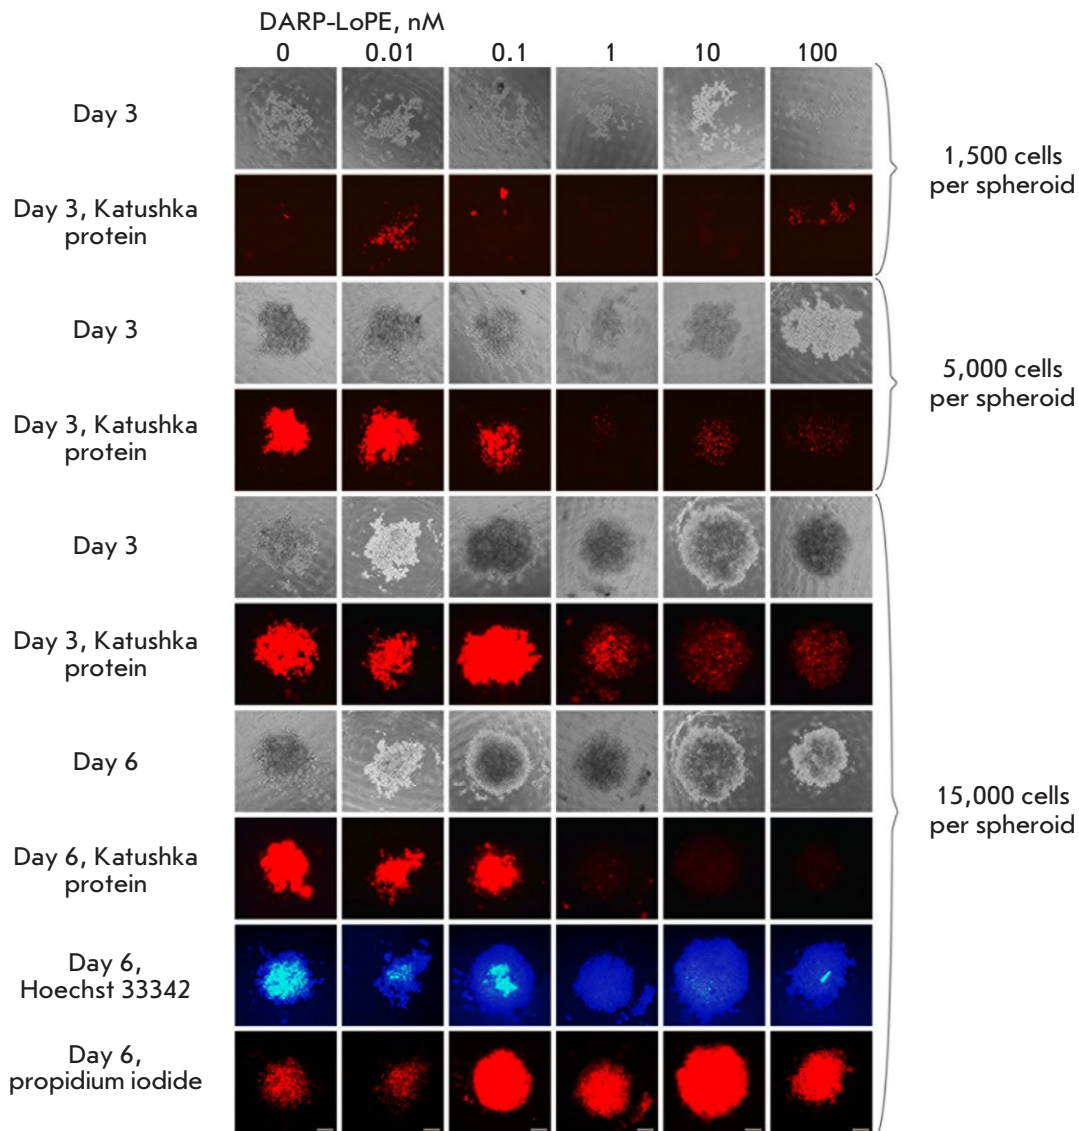 DARP-LoPE, nM
0 0.01 0.1 1 10 100
Day 3
Day 3, Katushka
protein
1,500 cells
per spheroid
Day 3
Day 3, Katushka
protein
5,000 cells
per spheroid
Day 3
Day 3, Katushka
protein
Day 6
Day 6, Katushka
protein
Day 6,
Hoechst 33342
Day 6,
propidium iodide
15,000 cells
per spheroid